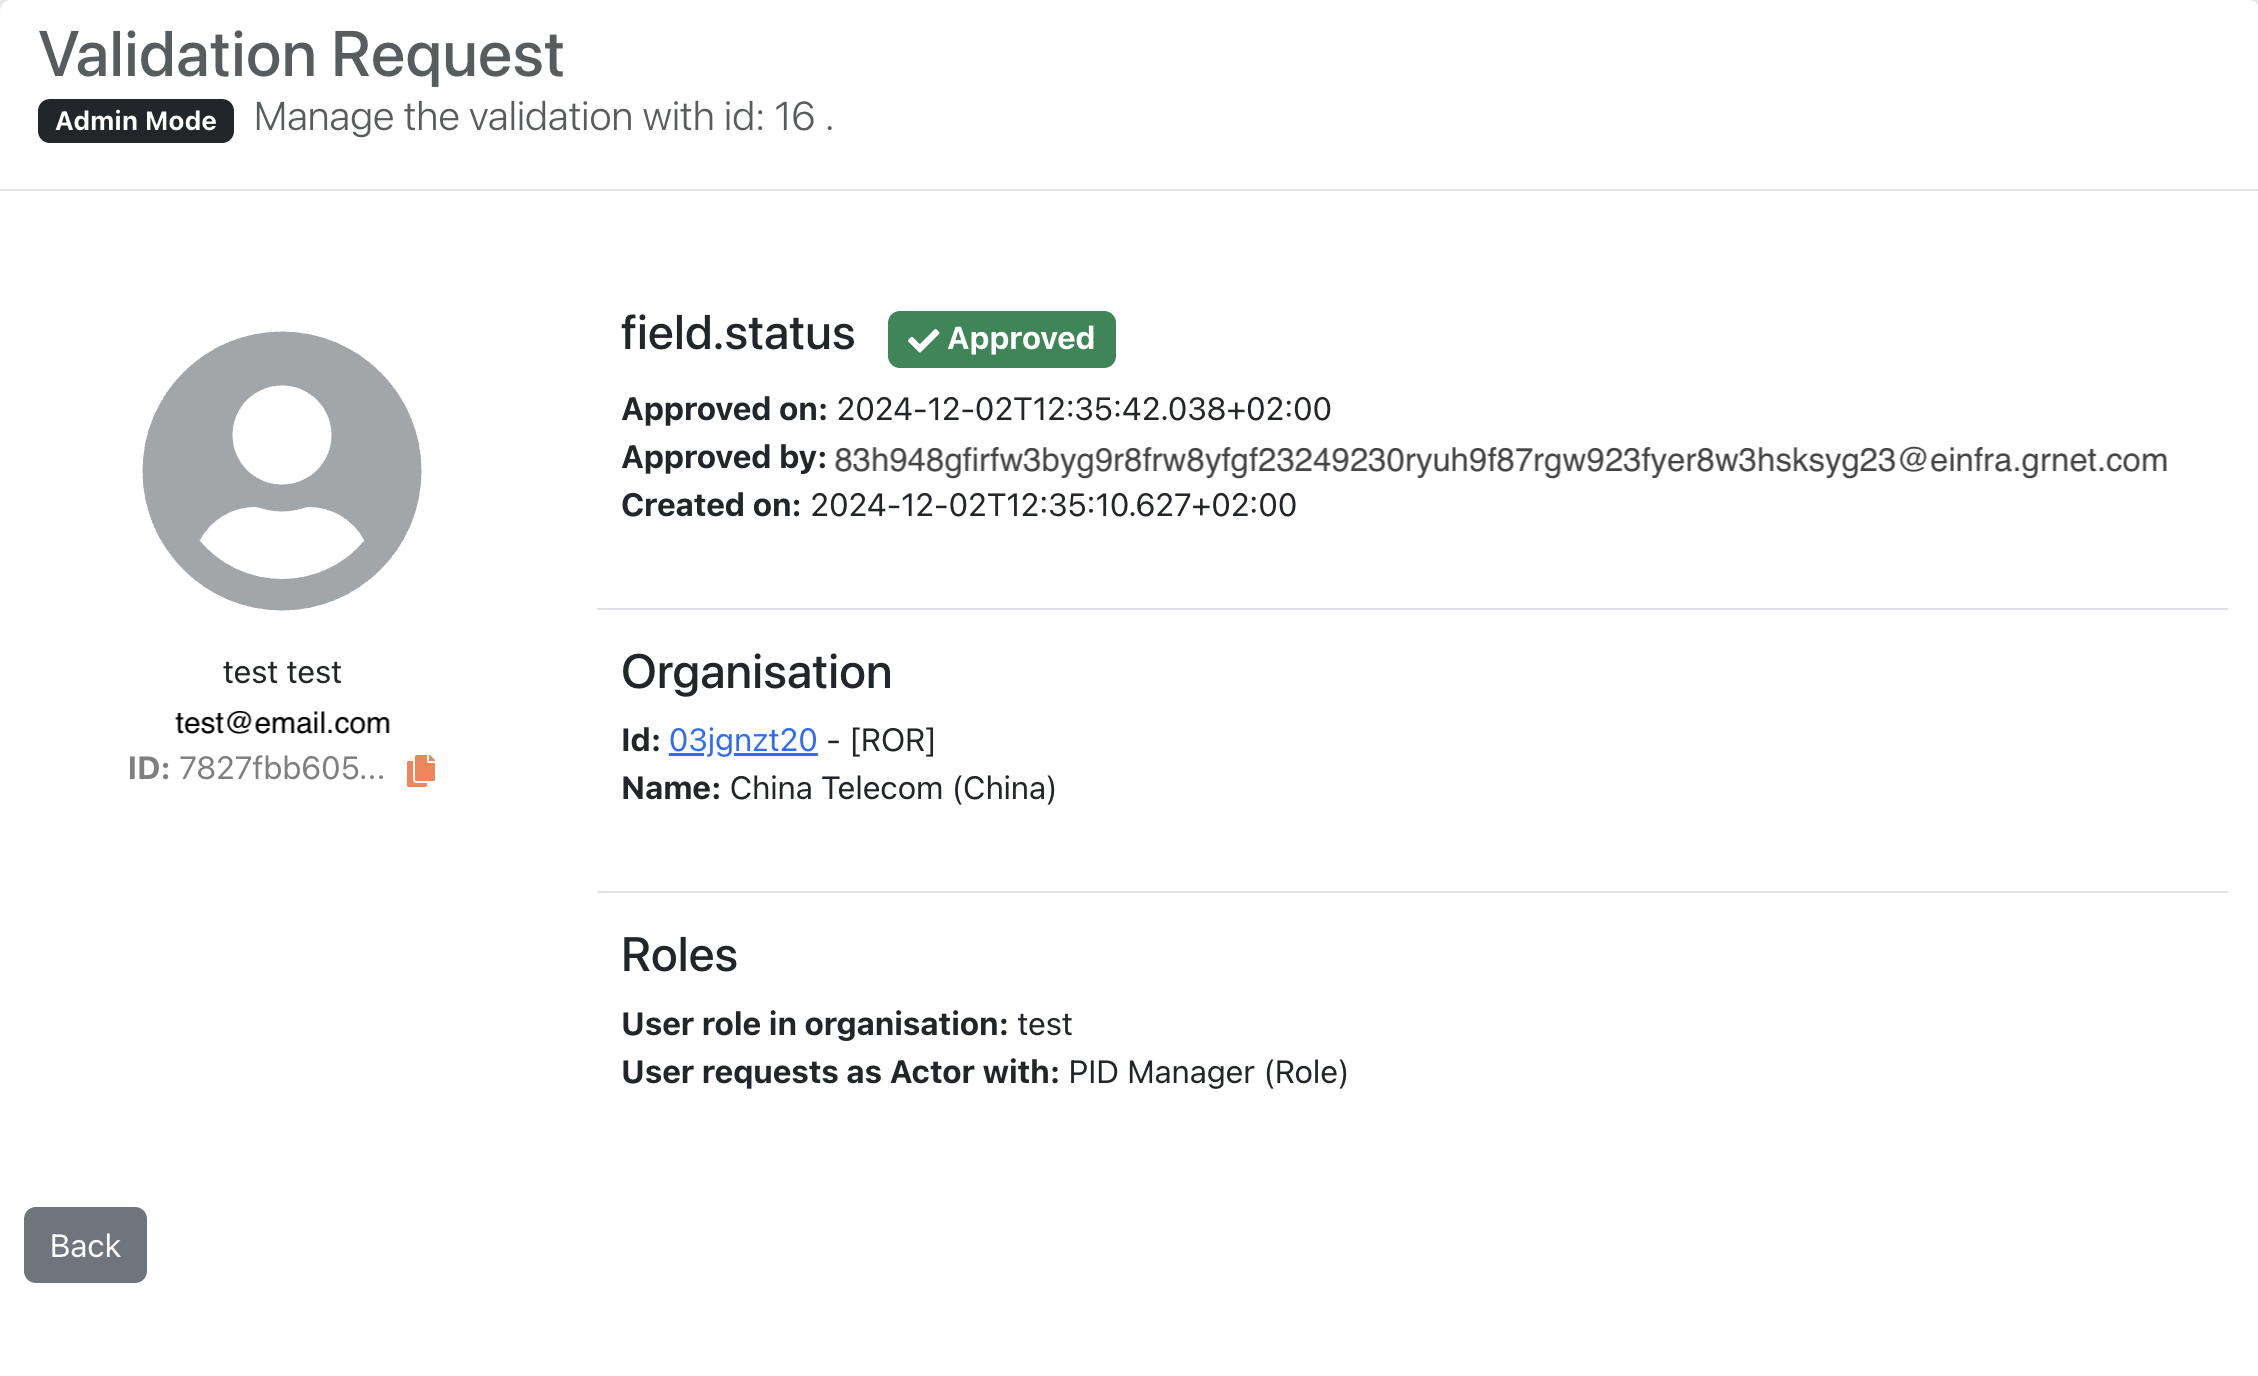 Validation Request
Admin Mode Manage the validation with id: 16 .
test test
test@email.com
ID: 7827fbb605...
field.status Approved
Approved on: 2024-12-02T12:35:42.038+02:00
Approved by: 83h948gfirfw3byg9r8frw8yfgf23249230ryuh9f87rgw923fyer8w3hsksyg23@einfra.grnet.com
Created on: 2024-12-02T12:35:10.627+02:00
Organisation
Id: 03jgnzt20 - [ROR]
Name: China Telecom (China)
Roles
User role in organisation: test
User requests as Actor with: PID Manager (Role)
Back